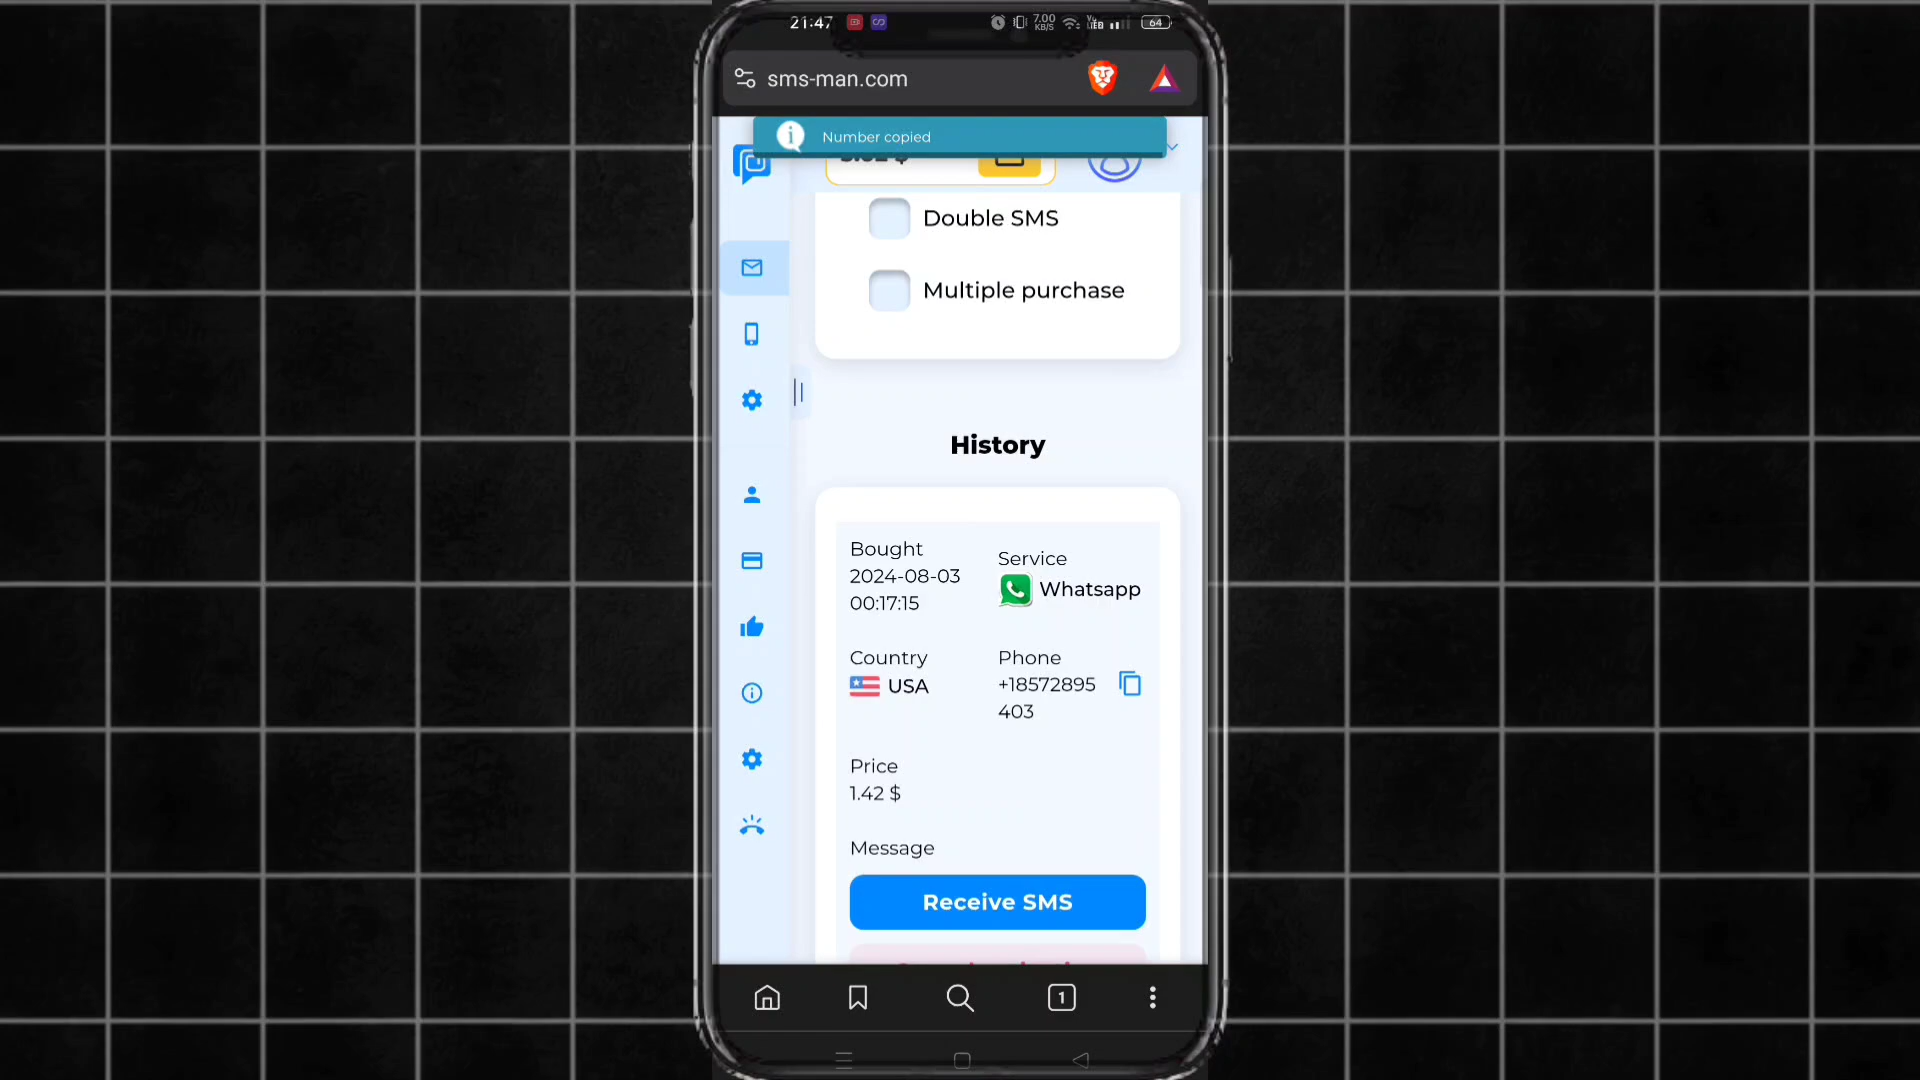 21:47
7.00
KB/S
64
sms-man.com
Number copied
Double SMS
Multiple purchase
History
Bought
2024-08-03
00:17:15
Service
Whatsapp
Country
USA
Phone
+18572895
403
Price
1.42 $
Message
Receive SMS
1